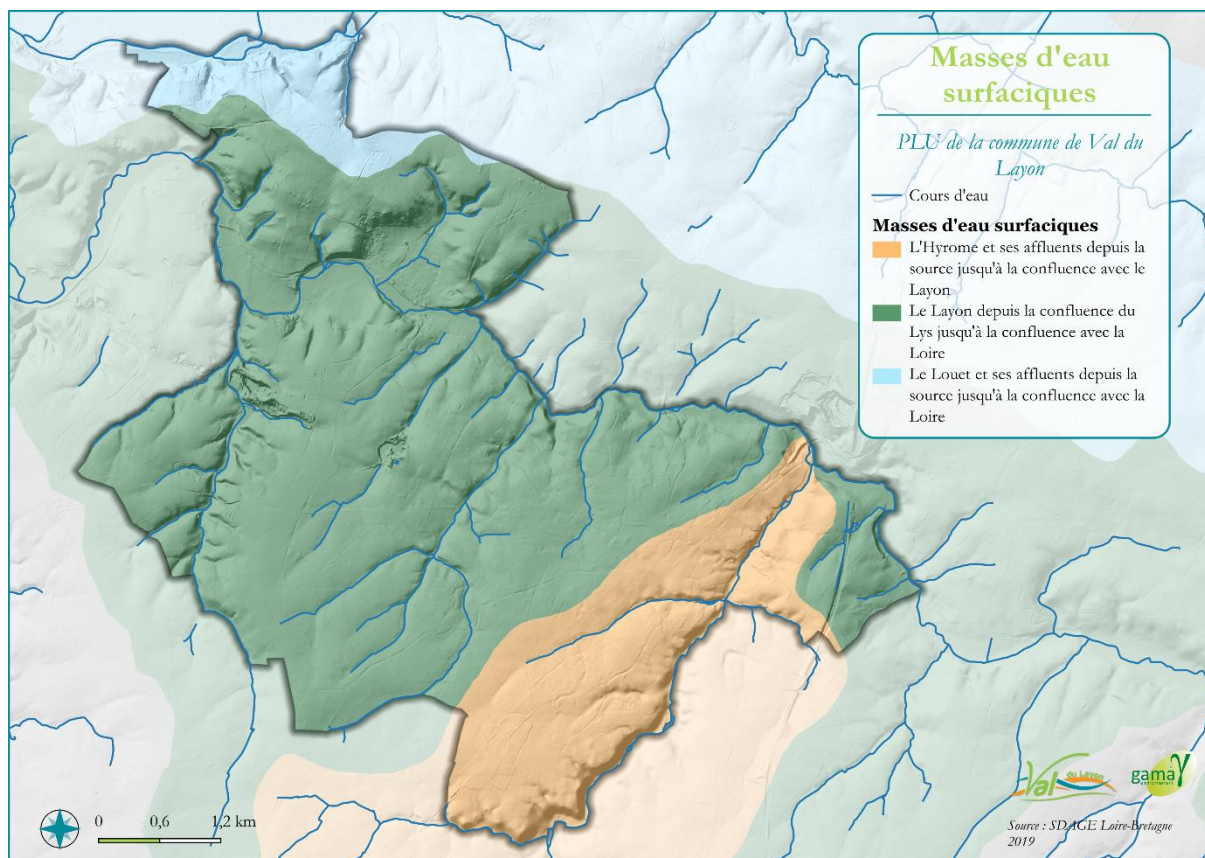 Masses d'eau
surfaciques
PLU de la commune de Val du
Layon
Cours d'eau
Masses d'eau surfaciques
L'Hyrome et ses affluents depuis la
source jusqu'à la confluence avec le
Layon
Le Layon depuis la confluence du
Lys jusqu'à la confluence avec la
Loire
Le Louet et ses affluents depuis la
source jusqu'à la confluence avec la
Loire
Val du Layon
gama
environnement
Source : SDAGE Loire-Bretagne
2019
0 0,6 1,2 km